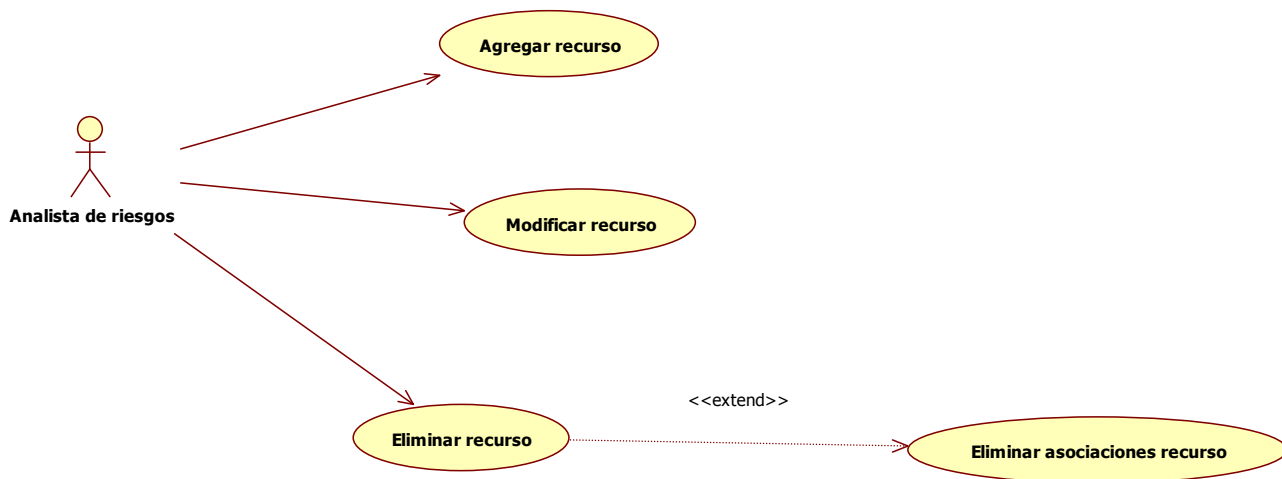 Agregar recurso
Analista de riesgos
Modificar recurso
<<extend>>
Eliminar recurso
Eliminar asociaciones recurso